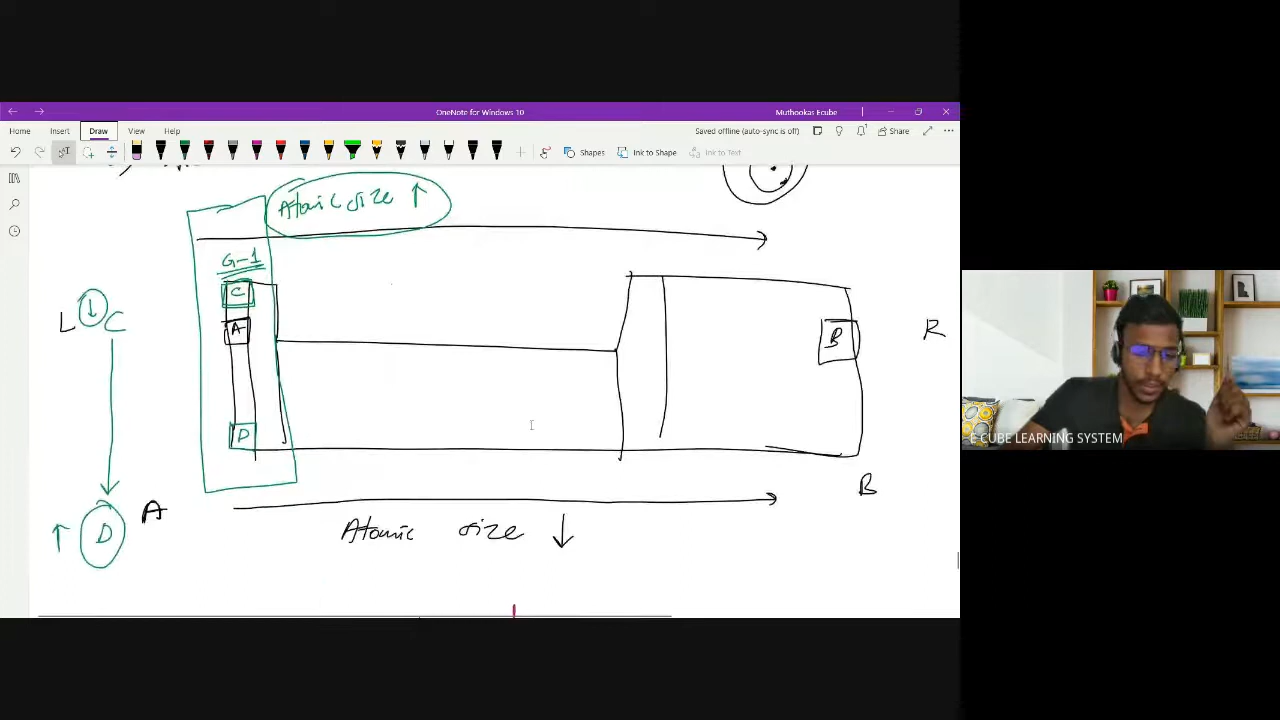 OneNote for Windows 10
Muthookas Ecube
Home Insert Draw View Help
Saved offline (auto-sync is off)
Share
Shapes
Ink to Shape
Ink to Text
Atomic size ↑
G-1
C
A
D
B
L ↓ C
R
↑ D
A
B
Atomic size ↓
E CUBE LEARNING SYSTEM